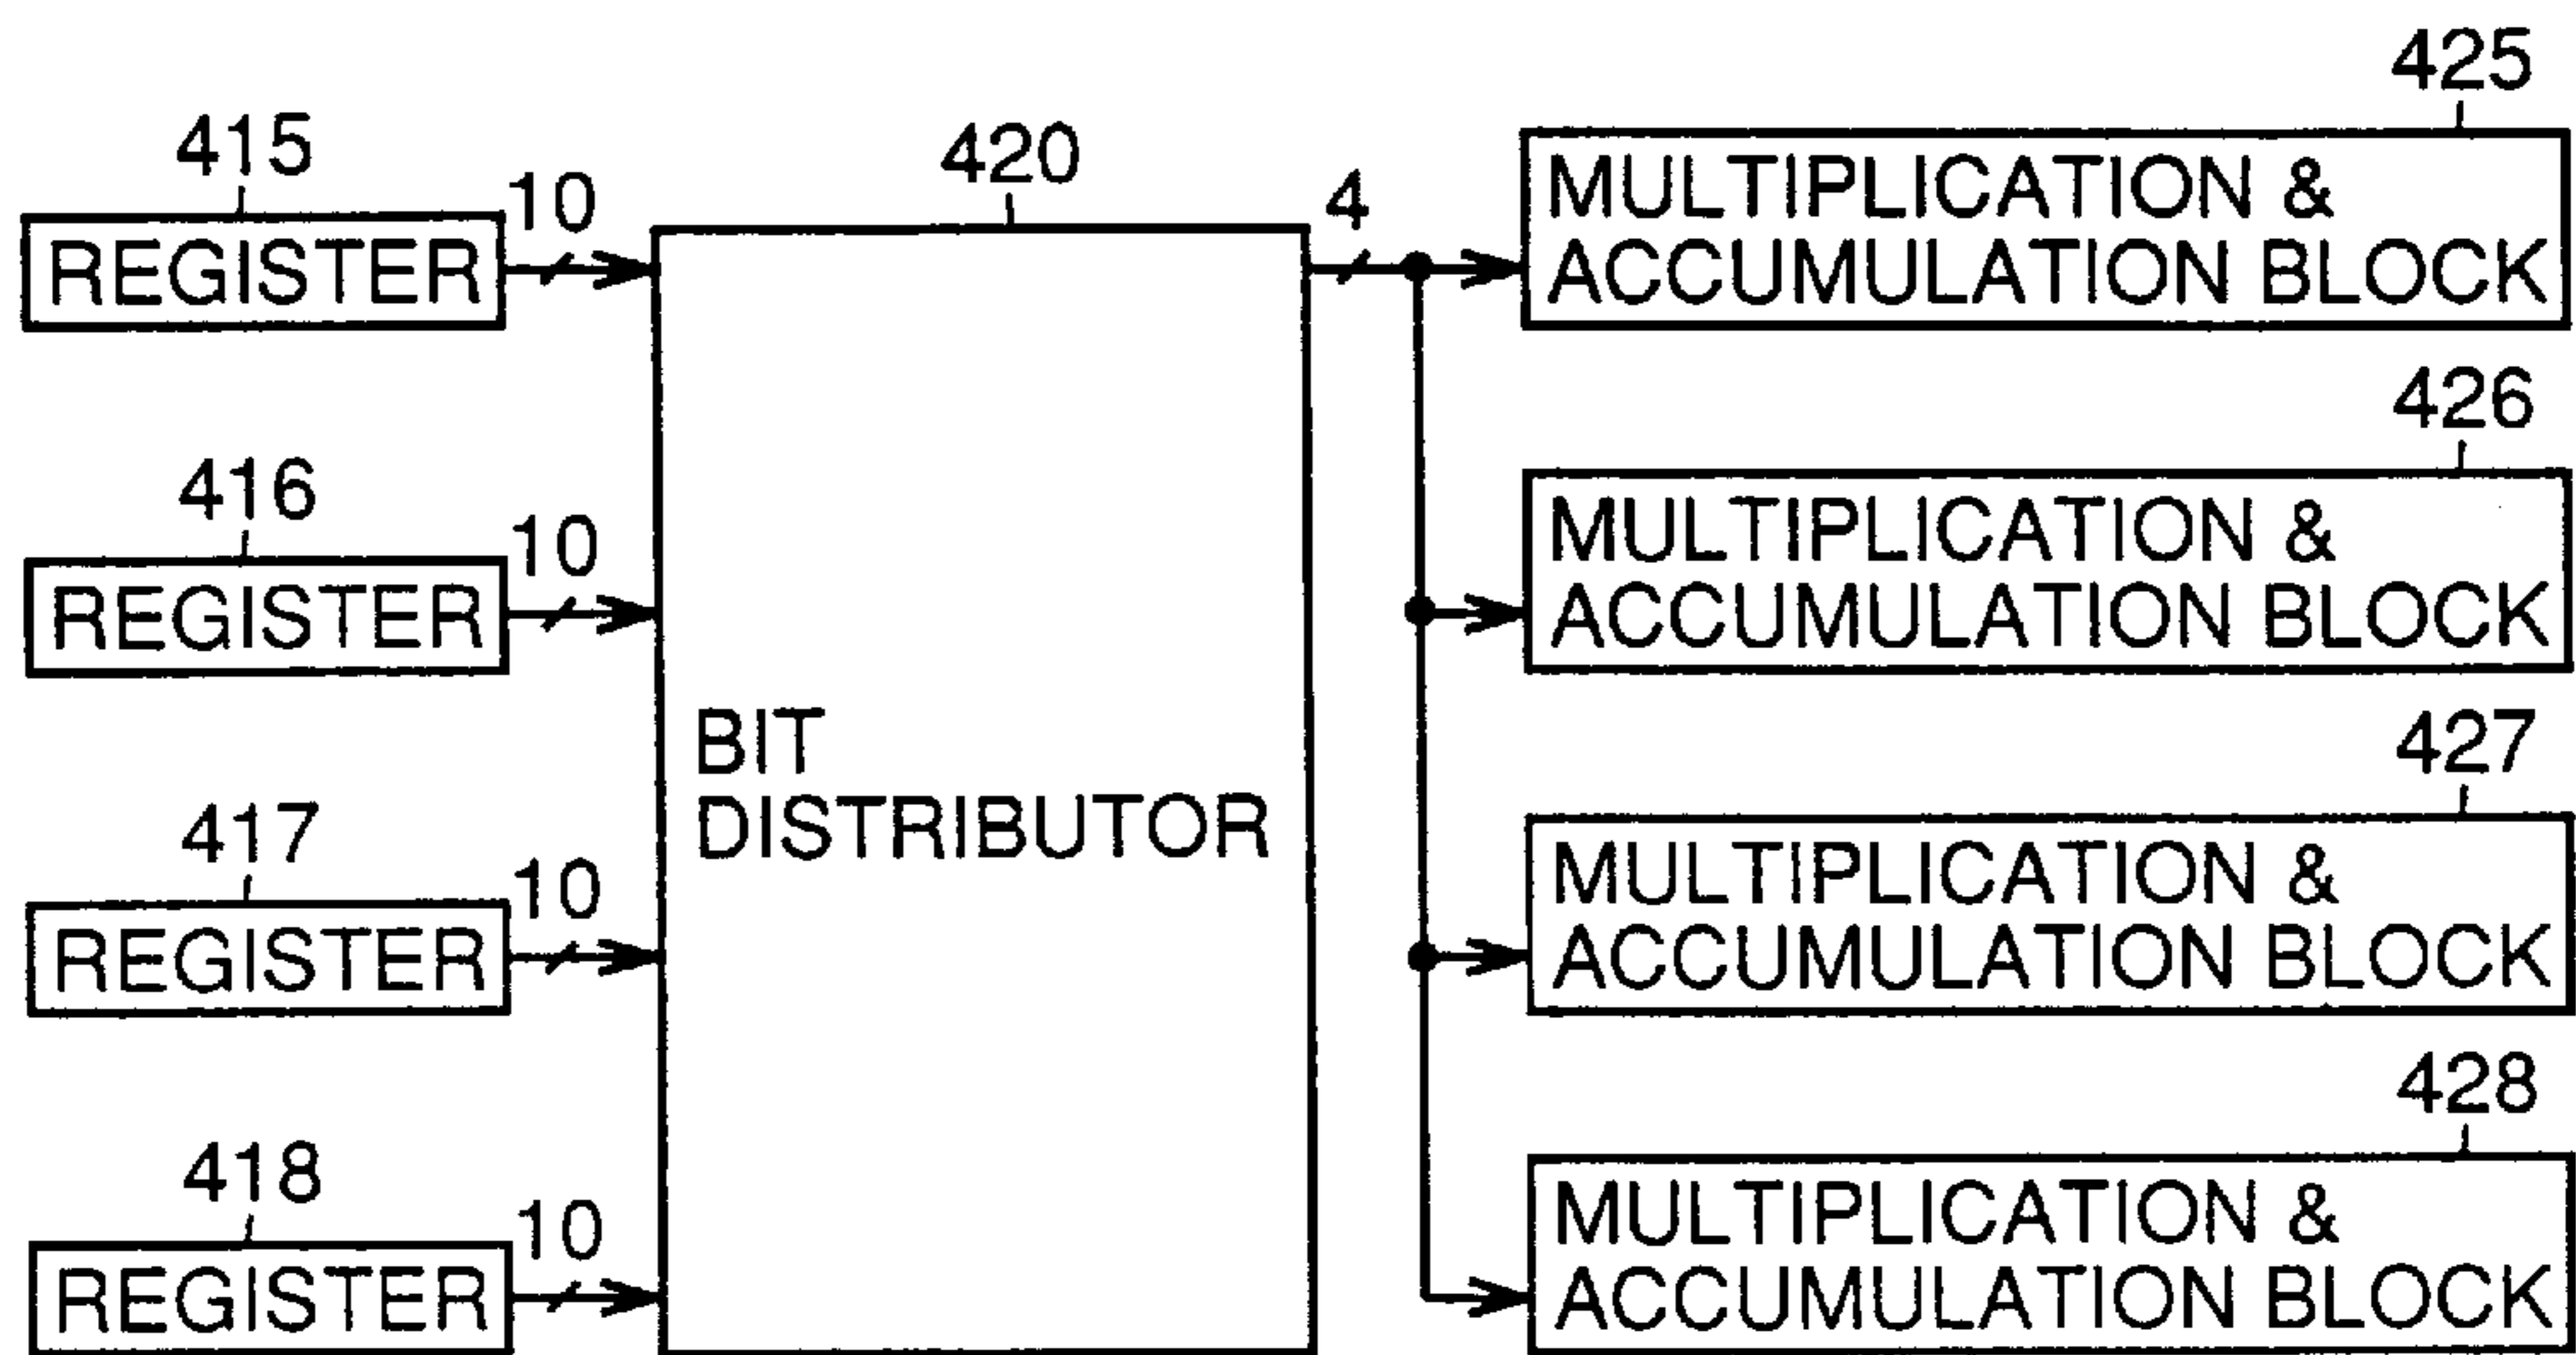 425
415
10
420
4
MULTIPLICATION &
ACCUMULATION BLOCK
REGISTER
426
416
10
MULTIPLICATION &
ACCUMULATION BLOCK
REGISTER
BIT
DISTRIBUTOR
427
417
10
MULTIPLICATION &
ACCUMULATION BLOCK
REGISTER
428
418
10
MULTIPLICATION &
ACCUMULATION BLOCK
REGISTER